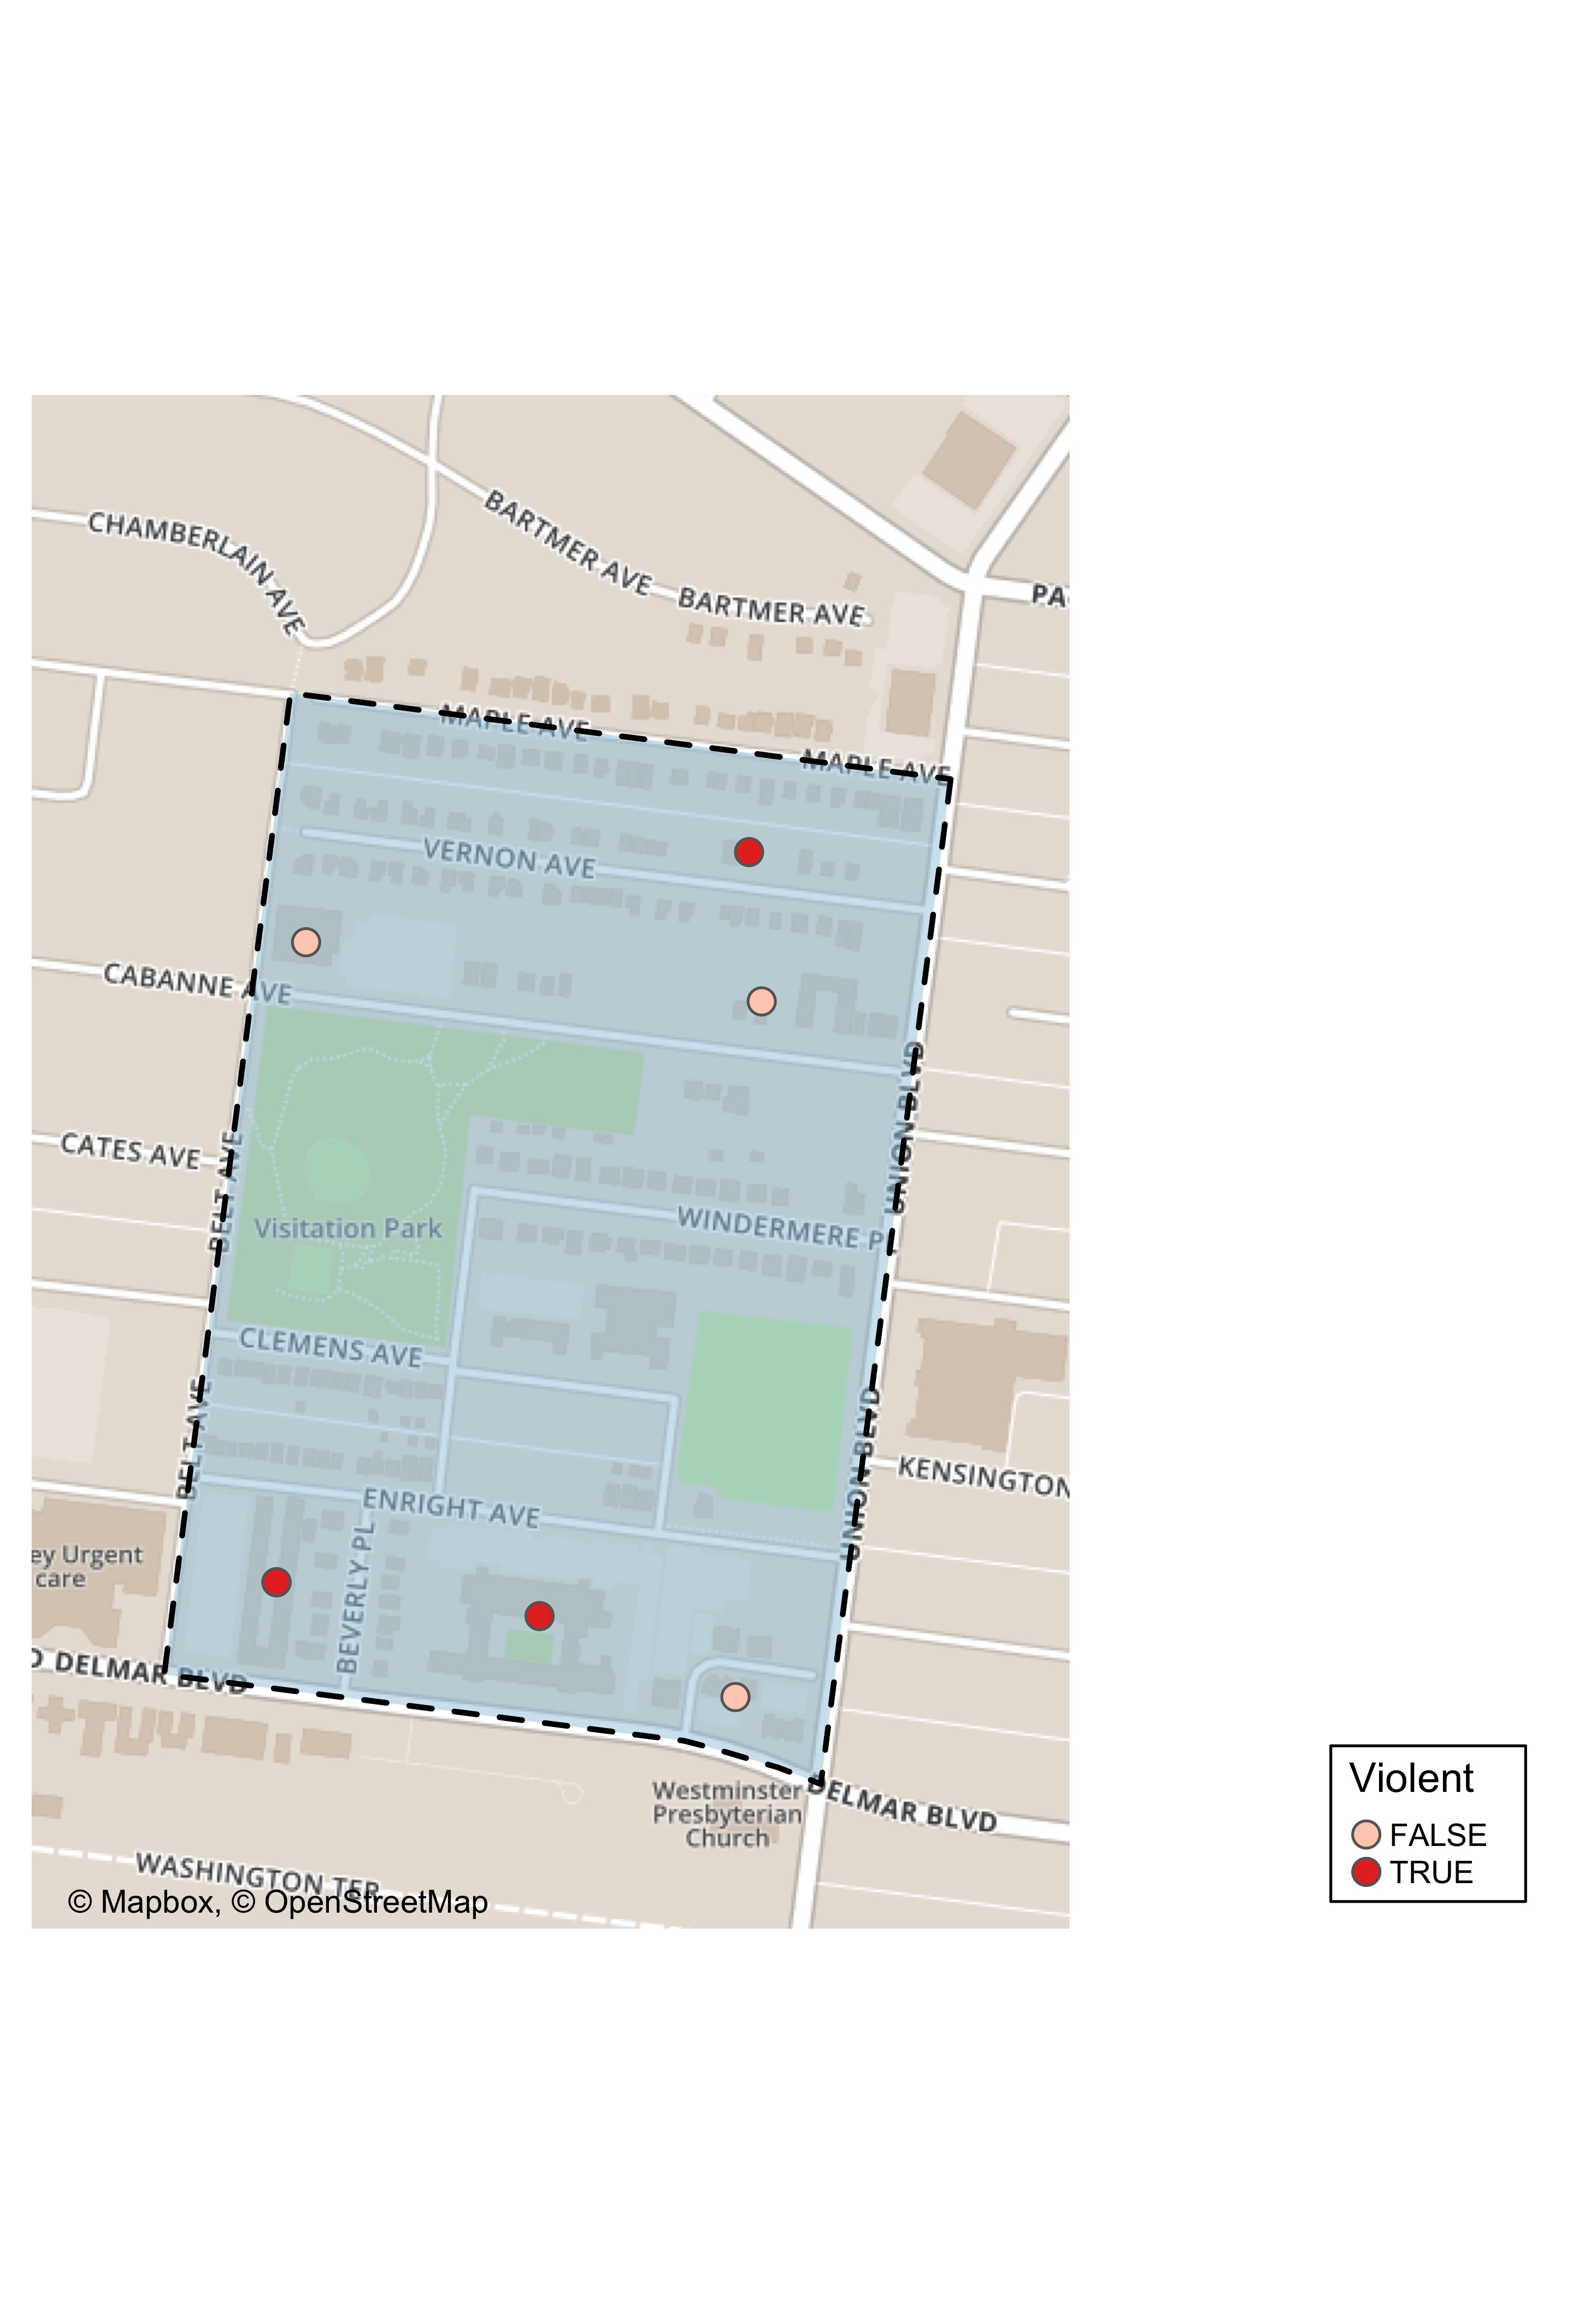 CHAMBERLAIN AVE
BARTMER AVE
BARTMER AVE
PA
MAPLE AVE
MAPLE AVE
VERNON AVE
CABANNE AVE
UNION BLVD
CATES AVE
BELT AVE
Visitation Park
WINDERMERE P
CLEMENS AVE
BELT AVE
UNION BLVD
KENSINGTON
ENRIGHT AVE
BEVERLY PL
ey Urgent
care
DELMAR BLVD
Westminster
Presbyterian
Church
DELMAR BLVD
WASHINGTON TER
© Mapbox, © OpenStreetMap
Violent
FALSE
TRUE